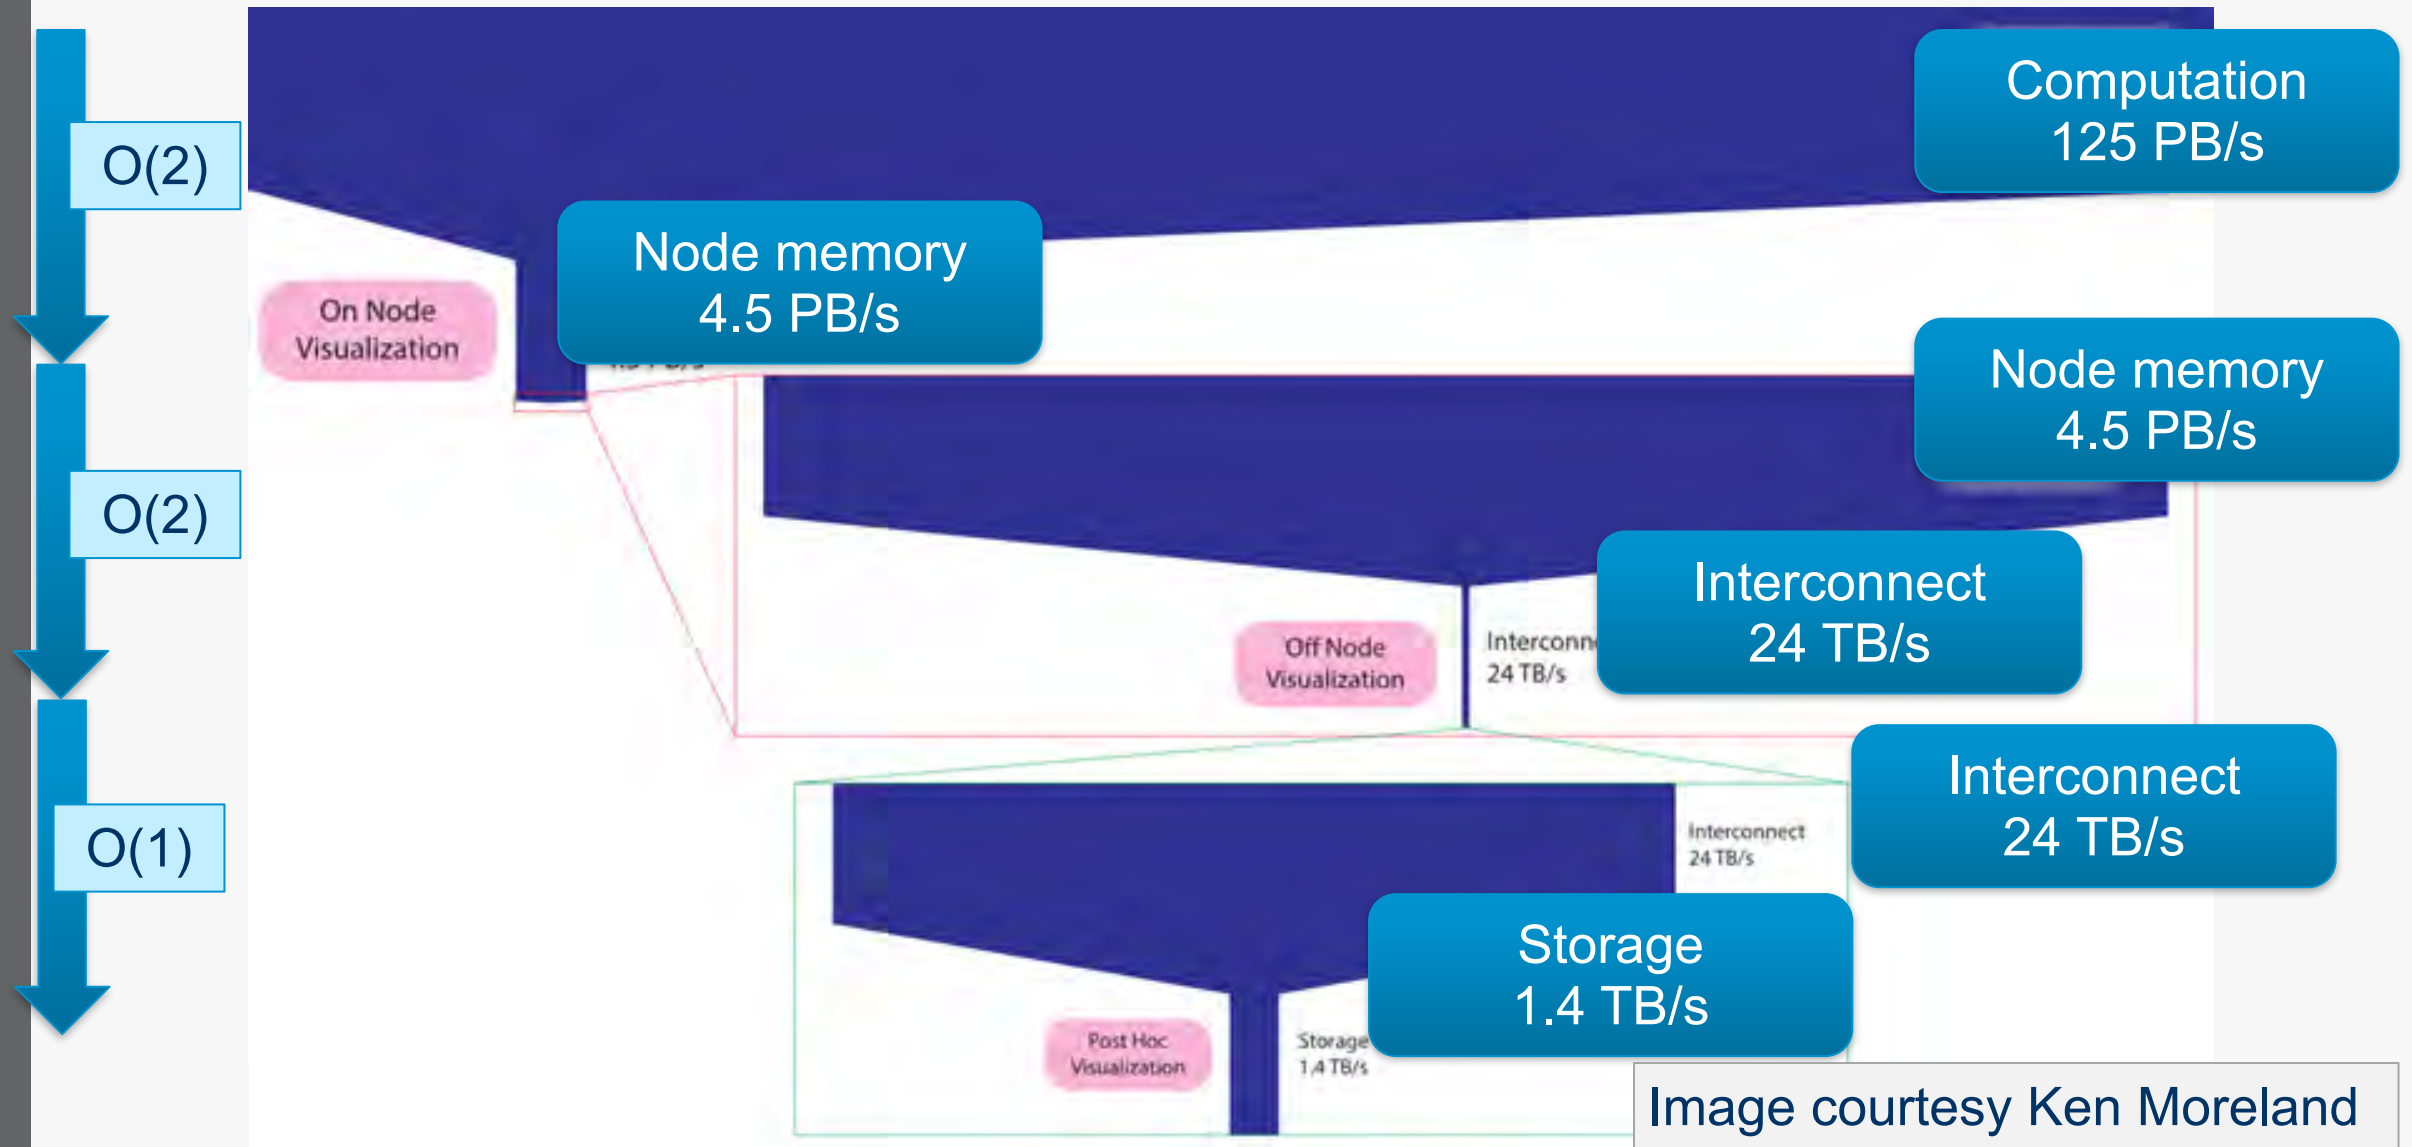 Computation
125 PB/s
O(2)
Node memory
4.5 PB/s
On Node
Visualization
Node memory
4.5 PB/s
O(2)
Interconnect
24 TB/s
Off Node
Visualization
24 TB/s
Interconnect
24 TB/s
O(1)
Interconnect
24 TB/s
Storage
1.4 TB/s
Post Hoc
Visualization
Storage
1.4 TB/s
Image courtesy Ken Moreland